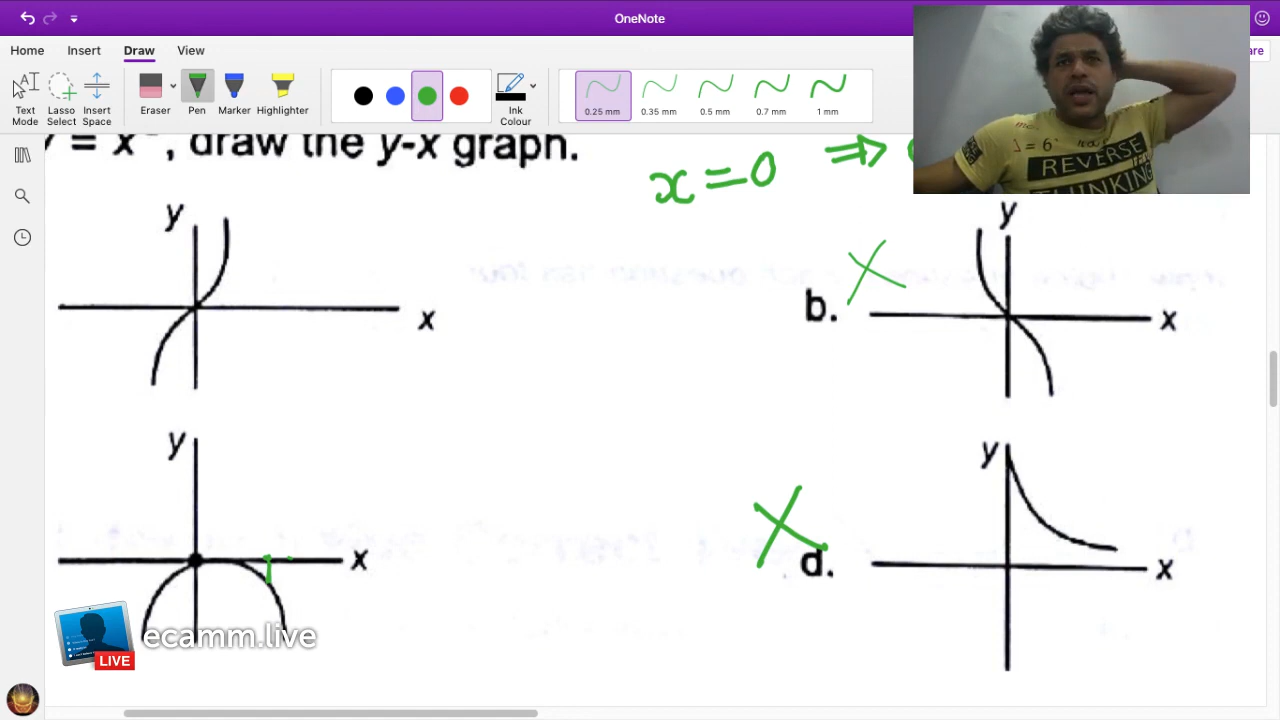 OneNote
Home Insert Draw View
Text Mode
Lasso Select
Insert Space
Eraser
Pen
Marker
Highlighter
Ink Colour
0.25 mm
0.35 mm
0.5 mm
0.7 mm
1 mm
REVERSE
THINKING
, draw the y-x graph.
x = 0 ⇒
y
x
b.
y
x
y
x
d.
y
x
ecamm.live
LIVE